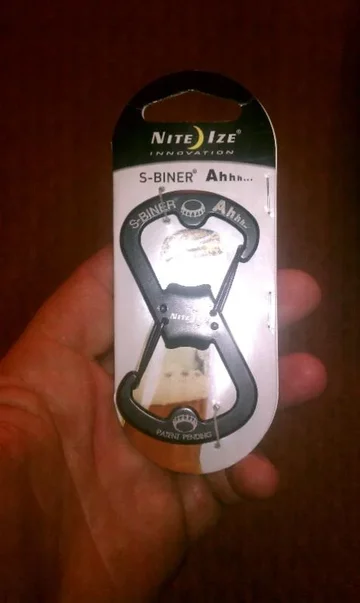 NITE IZE®
INNOVATION
S-BINER® Ahhh...
S-BINER Ahhh...
NITE IZE
PATENT PENDING